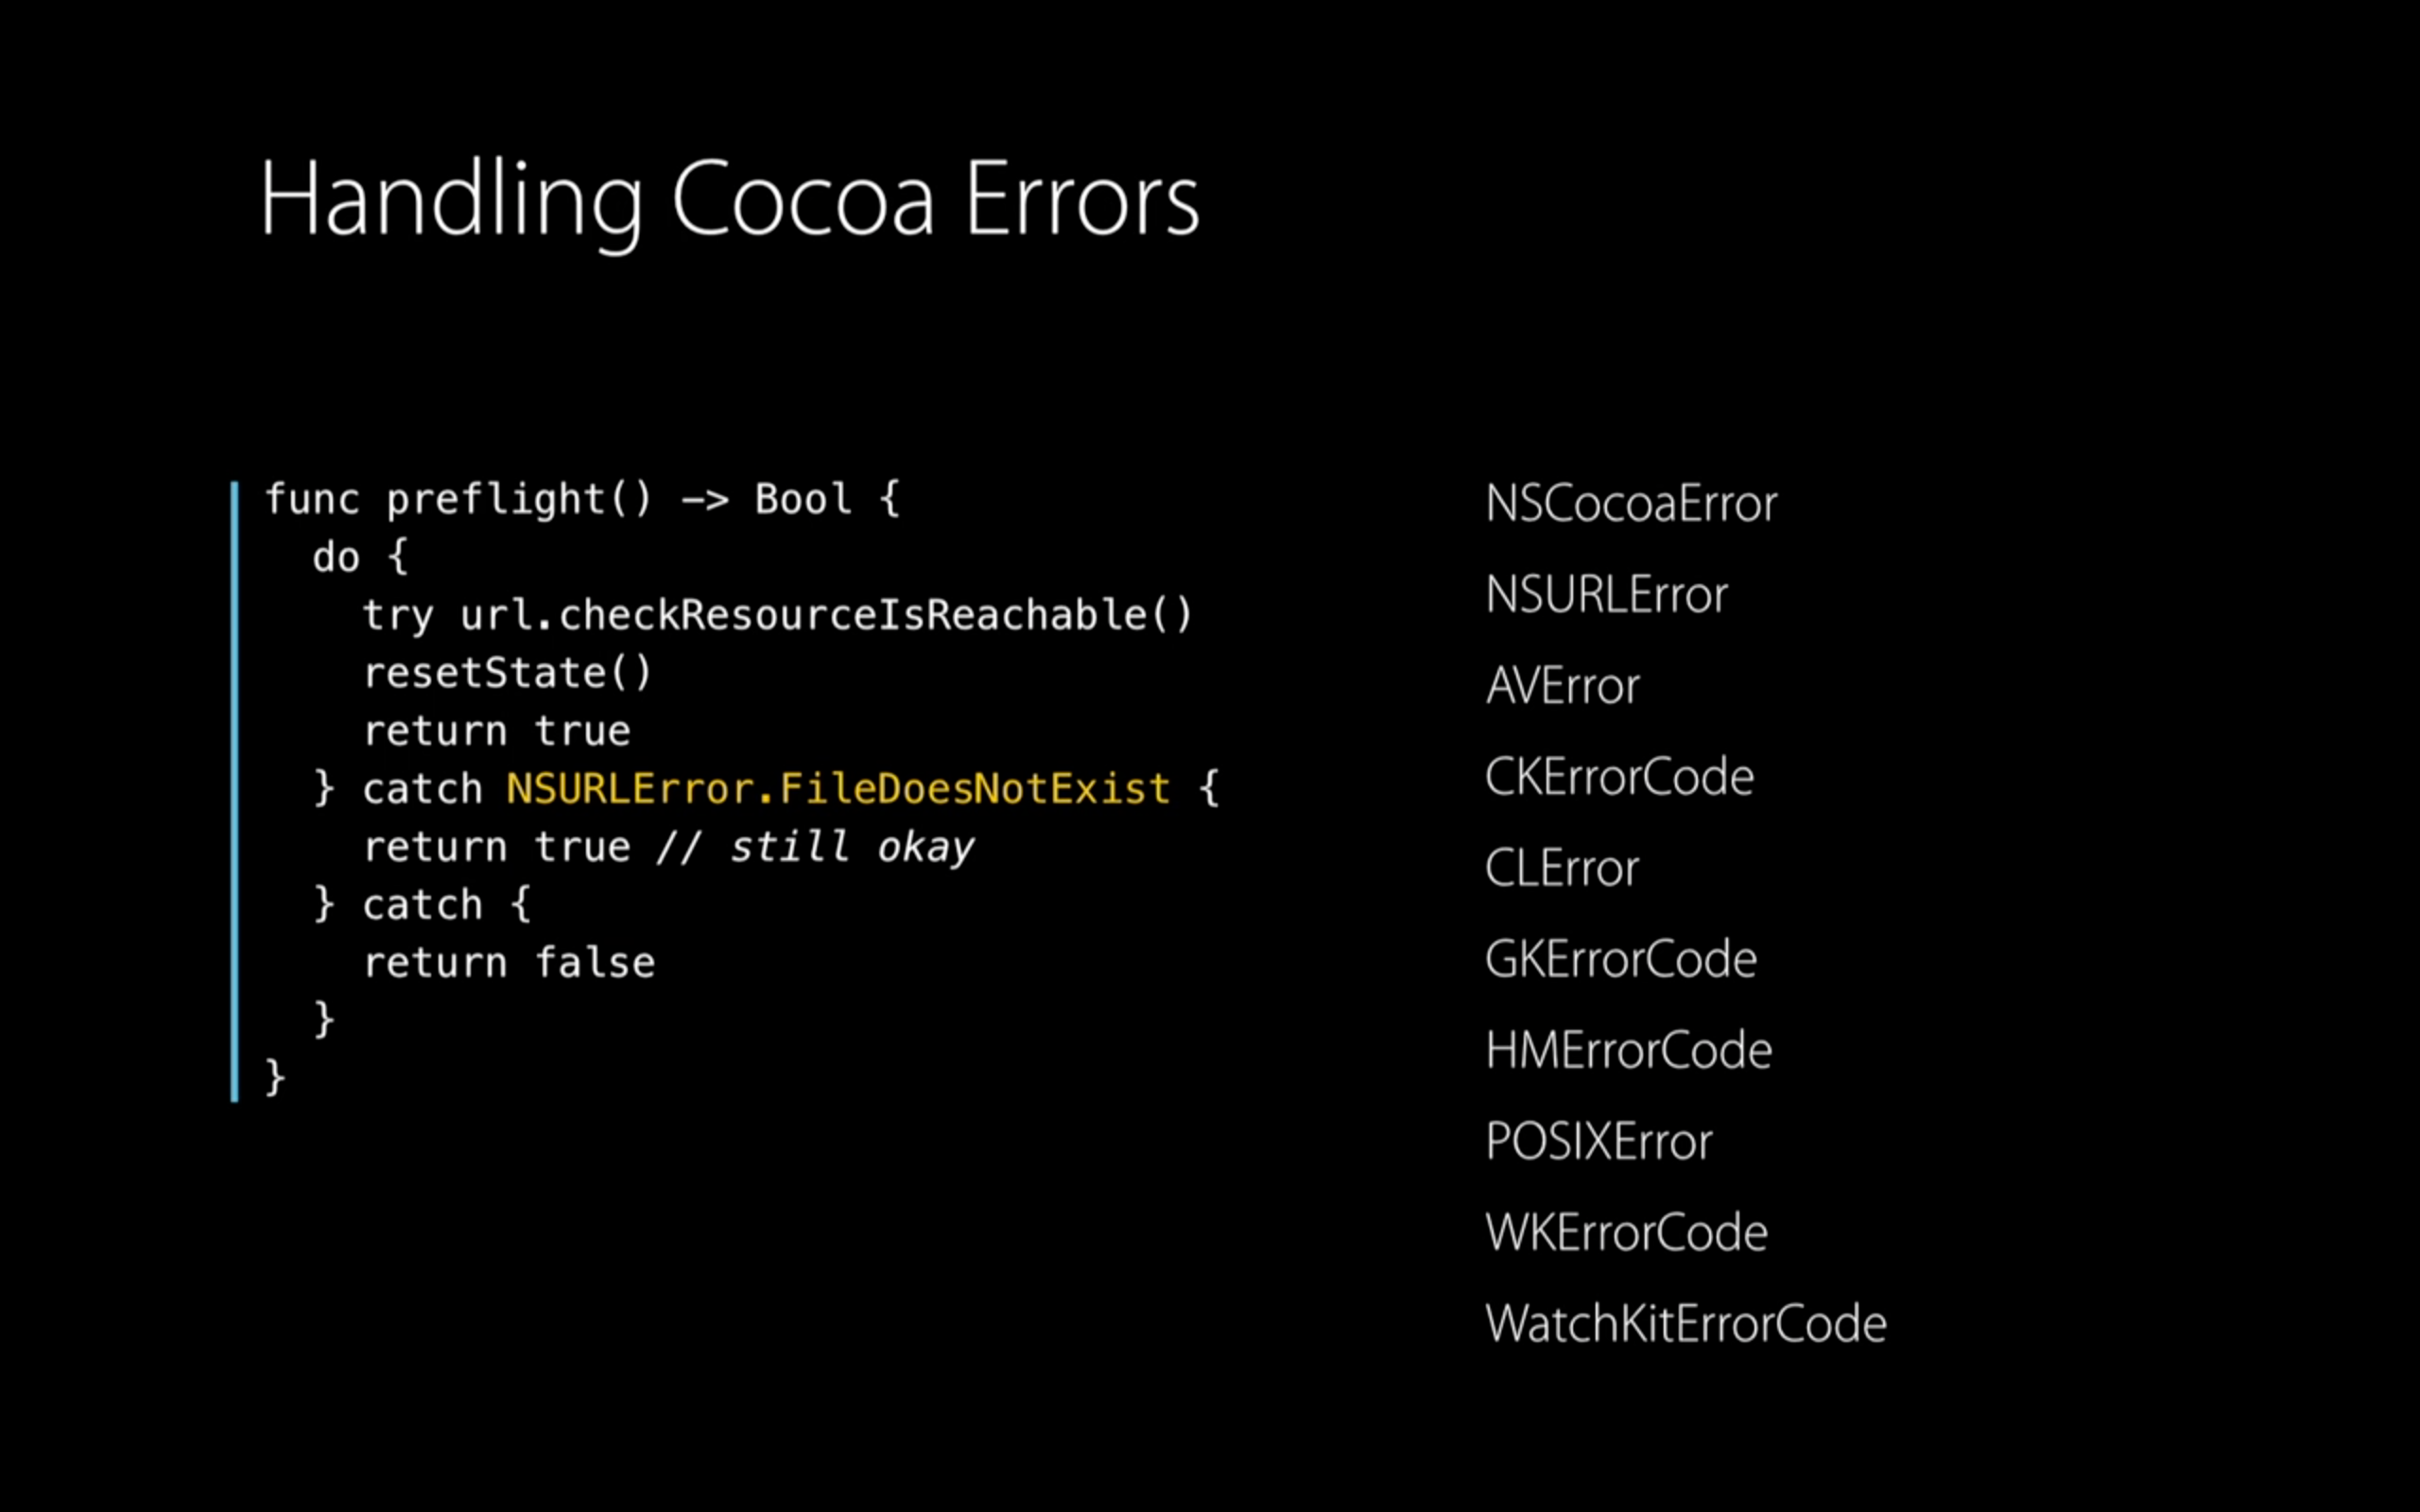 Handling Cocoa Errors
func preflight() -> Bool {
  do {
    try url.checkResourceIsReachable()
    resetState()
    return true
  } catch NSURLError.FileDoesNotExist {
    return true // still okay
  } catch {
    return false
  }
}
NSCocoaError
NSURLError
AVError
CKErrorCode
CLError
GKErrorCode
HMErrorCode
POSIXError
WKErrorCode
WatchKitErrorCode